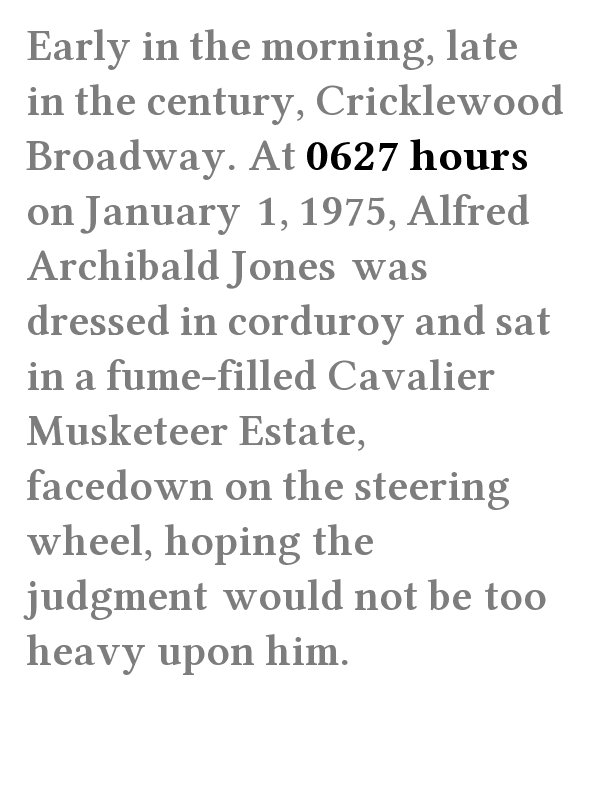 Early in the morning, late
in the century, Cricklewood
Broadway. At 0627 hours
on January 1, 1975, Alfred
Archibald Jones was
dressed in corduroy and sat
in a fume-filled Cavalier
Musketeer Estate,
facedown on the steering
wheel, hoping the
judgment would not be too
heavy upon him.